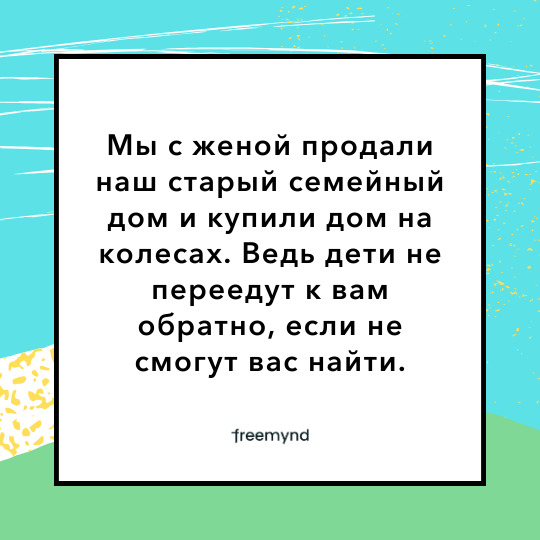 Мы с женой продали
наш старый семейный
дом и купили дом на
колесах. Ведь дети не
переедут к вам
обратно, если не
смогут вас найти.
freemynd